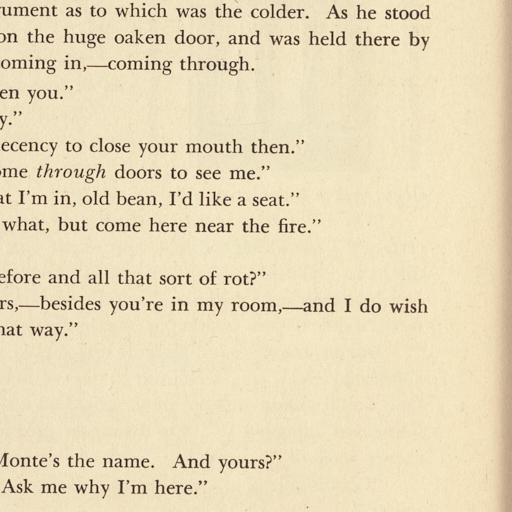 ument as to which was the colder. As he stood
on the huge oaken door, and was held there by
oming in,—coming through.
en you.”
y.”
ecency to close your mouth then.”
ome through doors to see me.”
at I’m in, old bean, I’d like a seat.”
what, but come here near the fire.”
efore and all that sort of rot?”
rs,—besides you’re in my room,—and I do wish
hat way.”
Monte’s the name. And yours?”
Ask me why I’m here.”